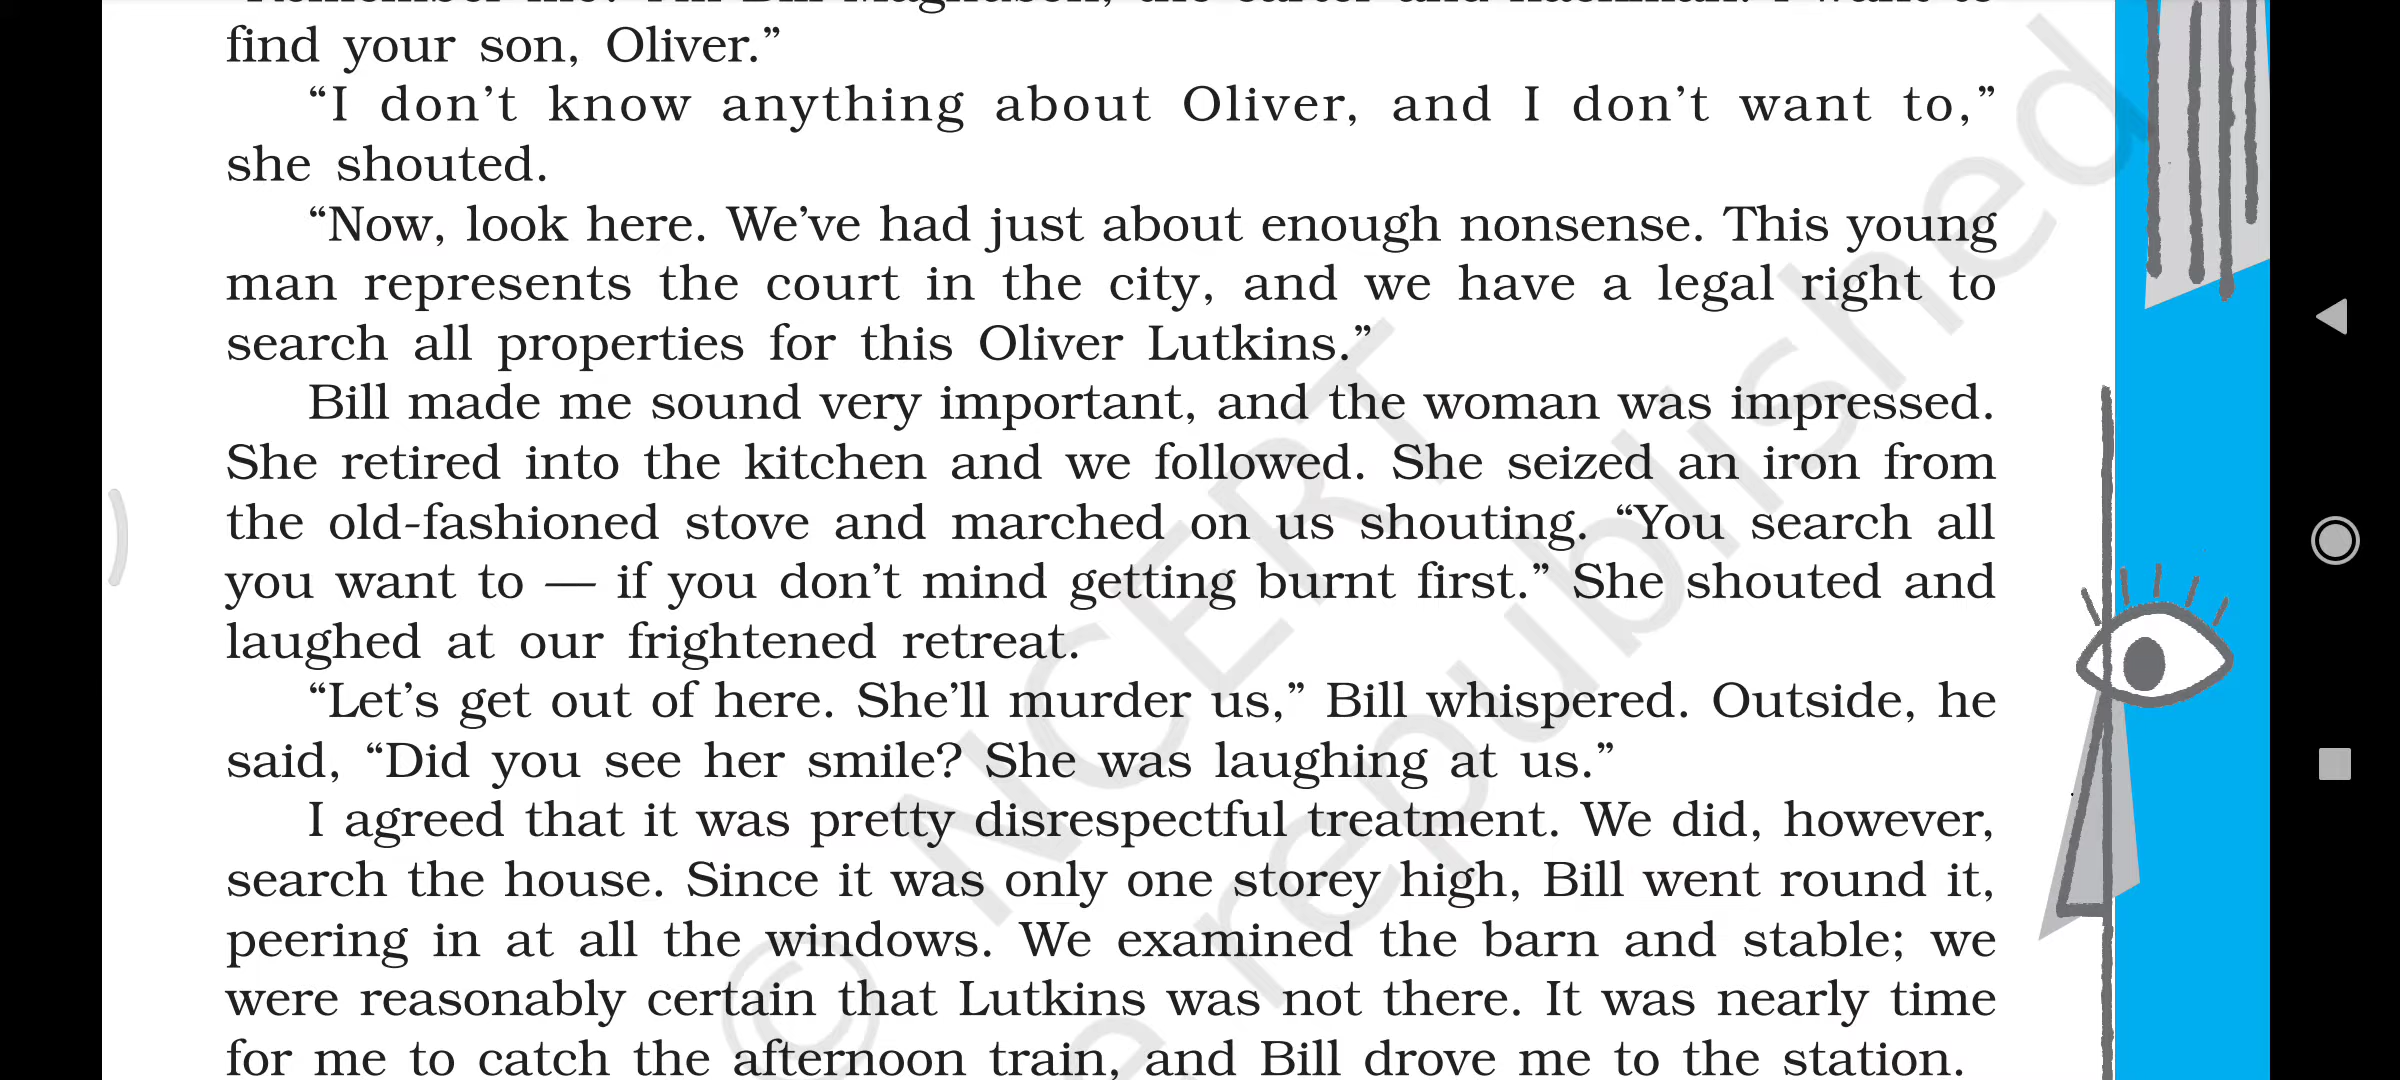 find your son, Oliver.”
“I don’t know anything about Oliver, and I don’t want to,”
she shouted.
“Now, look here. We’ve had just about enough nonsense. This young
man represents the court in the city, and we have a legal right to
search all properties for this Oliver Lutkins.”
Bill made me sound very important, and the woman was impressed.
She retired into the kitchen and we followed. She seized an iron from
the old-fashioned stove and marched on us shouting. “You search all
you want to — if you don’t mind getting burnt first.” She shouted and
laughed at our frightened retreat.
“Let’s get out of here. She’ll murder us,” Bill whispered. Outside, he
said, “Did you see her smile? She was laughing at us.”
I agreed that it was pretty disrespectful treatment. We did, however,
search the house. Since it was only one storey high, Bill went round it,
peering in at all the windows. We examined the barn and stable; we
were reasonably certain that Lutkins was not there. It was nearly time
for me to catch the afternoon train, and Bill drove me to the station.
© NCERT
republished